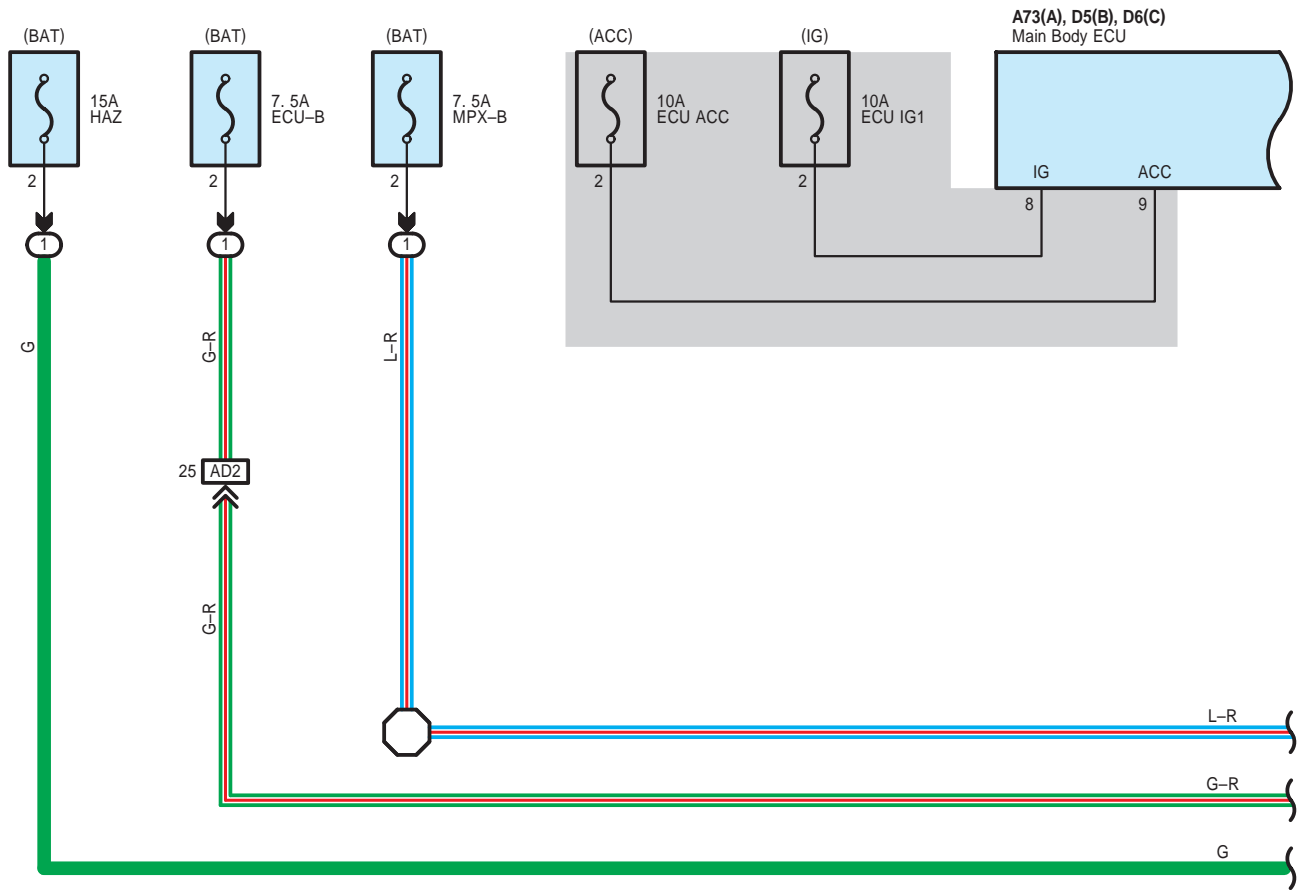 A73(A), D5(B), D6(C)
Main Body ECU
(BAT)
(BAT)
(BAT)
(ACC)
(IG)
15A
HAZ
7. 5A
ECU–B
7. 5A
MPX–B
10A
ECU ACC
10A
ECU IG1
IG
ACC
2
2
2
2
2
8
9
1
1
1
G
G–R
L–R
25
AD2
G–R
L–R
G–R
G